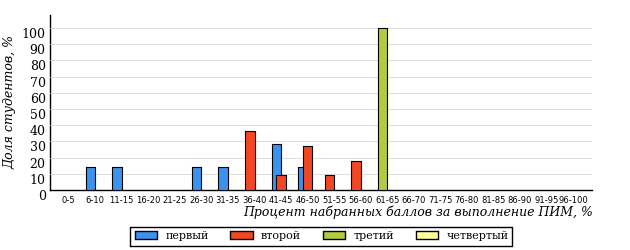 Доля студентов, %
100
90
80
70
60
50
40
30
20
10
0
0-5 6-10 11-15 16-20 21-25 26-30 31-35 36-40 41-45 46-50 51-55 56-60 61-65 66-70 71-75 76-80 81-85 86-90 91-95 96-100
Процент набранных баллов за выполнение ПИМ, %
первый второй третий четвертый